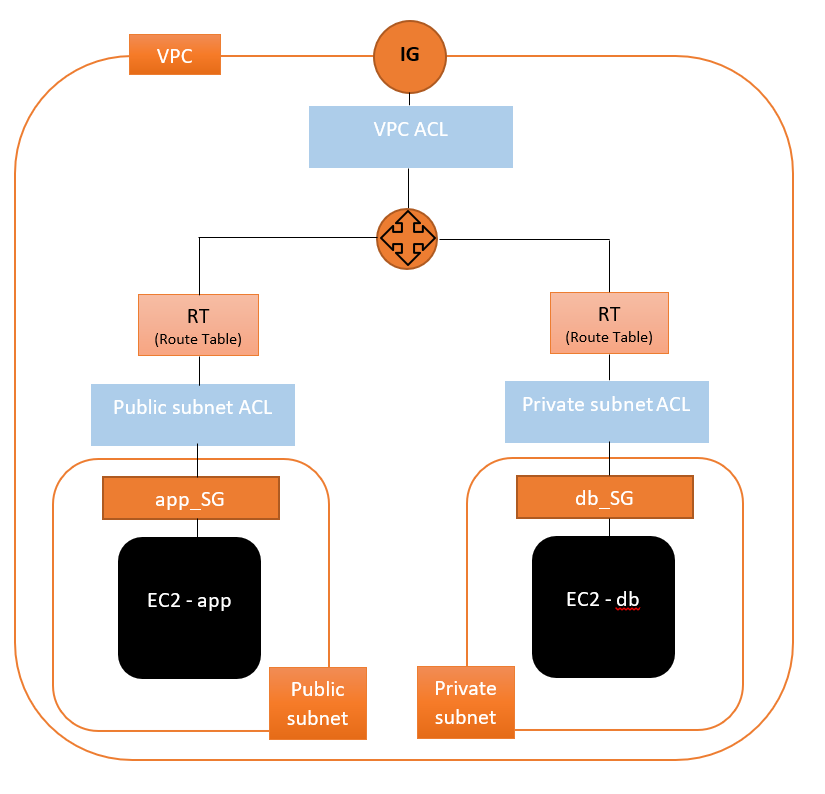 VPC
IG
VPC ACL
RT
(Route Table)
RT
(Route Table)
Public subnet ACL
Private subnet ACL
app_SG
db_SG
EC2 - app
EC2 - db
Public
subnet
Private
subnet